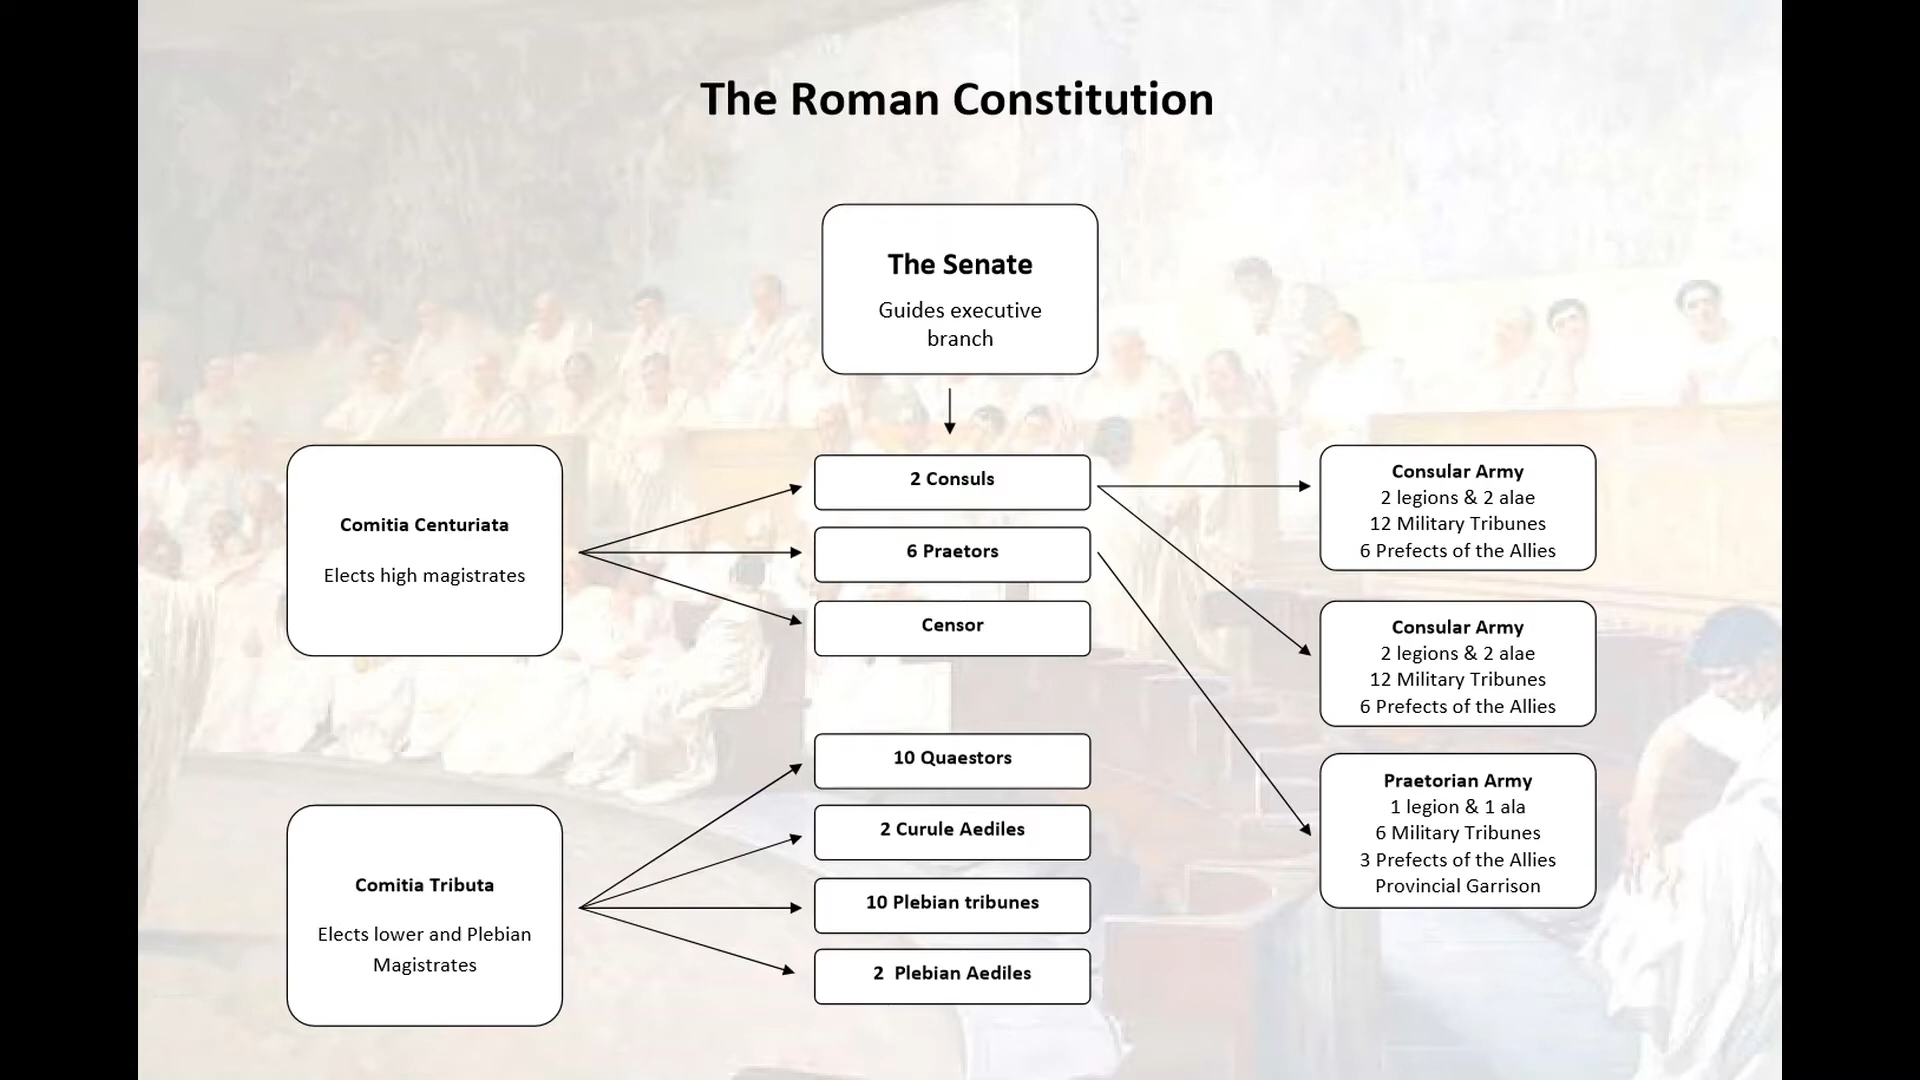 The Roman Constitution
The Senate
Guides executive
branch
Comitia Centuriata
Elects high magistrates
2 Consuls
6 Praetors
Censor
Consular Army
2 legions & 2 alae
12 Military Tribunes
6 Prefects of the Allies
Consular Army
2 legions & 2 alae
12 Military Tribunes
6 Prefects of the Allies
Comitia Tributa
Elects lower and Plebian
Magistrates
10 Quaestors
2 Curule Aediles
10 Plebian tribunes
2 Plebian Aediles
Praetorian Army
1 legion & 1 ala
6 Military Tribunes
3 Prefects of the Allies
Provincial Garrison